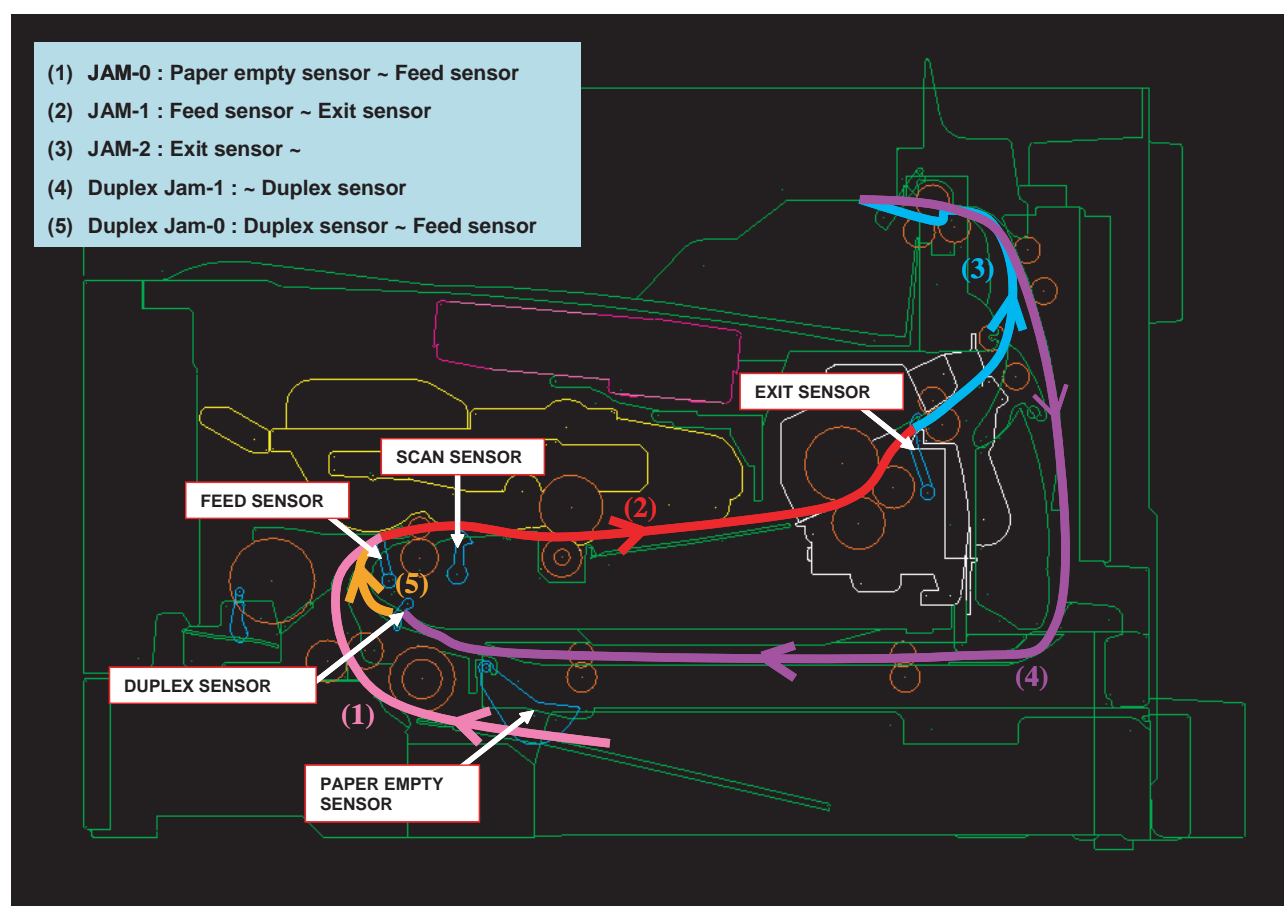 (1) JAM-0 : Paper empty sensor ~ Feed sensor
(2) JAM-1 : Feed sensor ~ Exit sensor
(3) JAM-2 : Exit sensor ~
(4) Duplex Jam-1 : ~ Duplex sensor
(5) Duplex Jam-0 : Duplex sensor ~ Feed sensor
(3)
EXIT SENSOR
SCAN SENSOR
FEED SENSOR
(2)
(5)
DUPLEX SENSOR
(4)
(1)
PAPER EMPTY
SENSOR